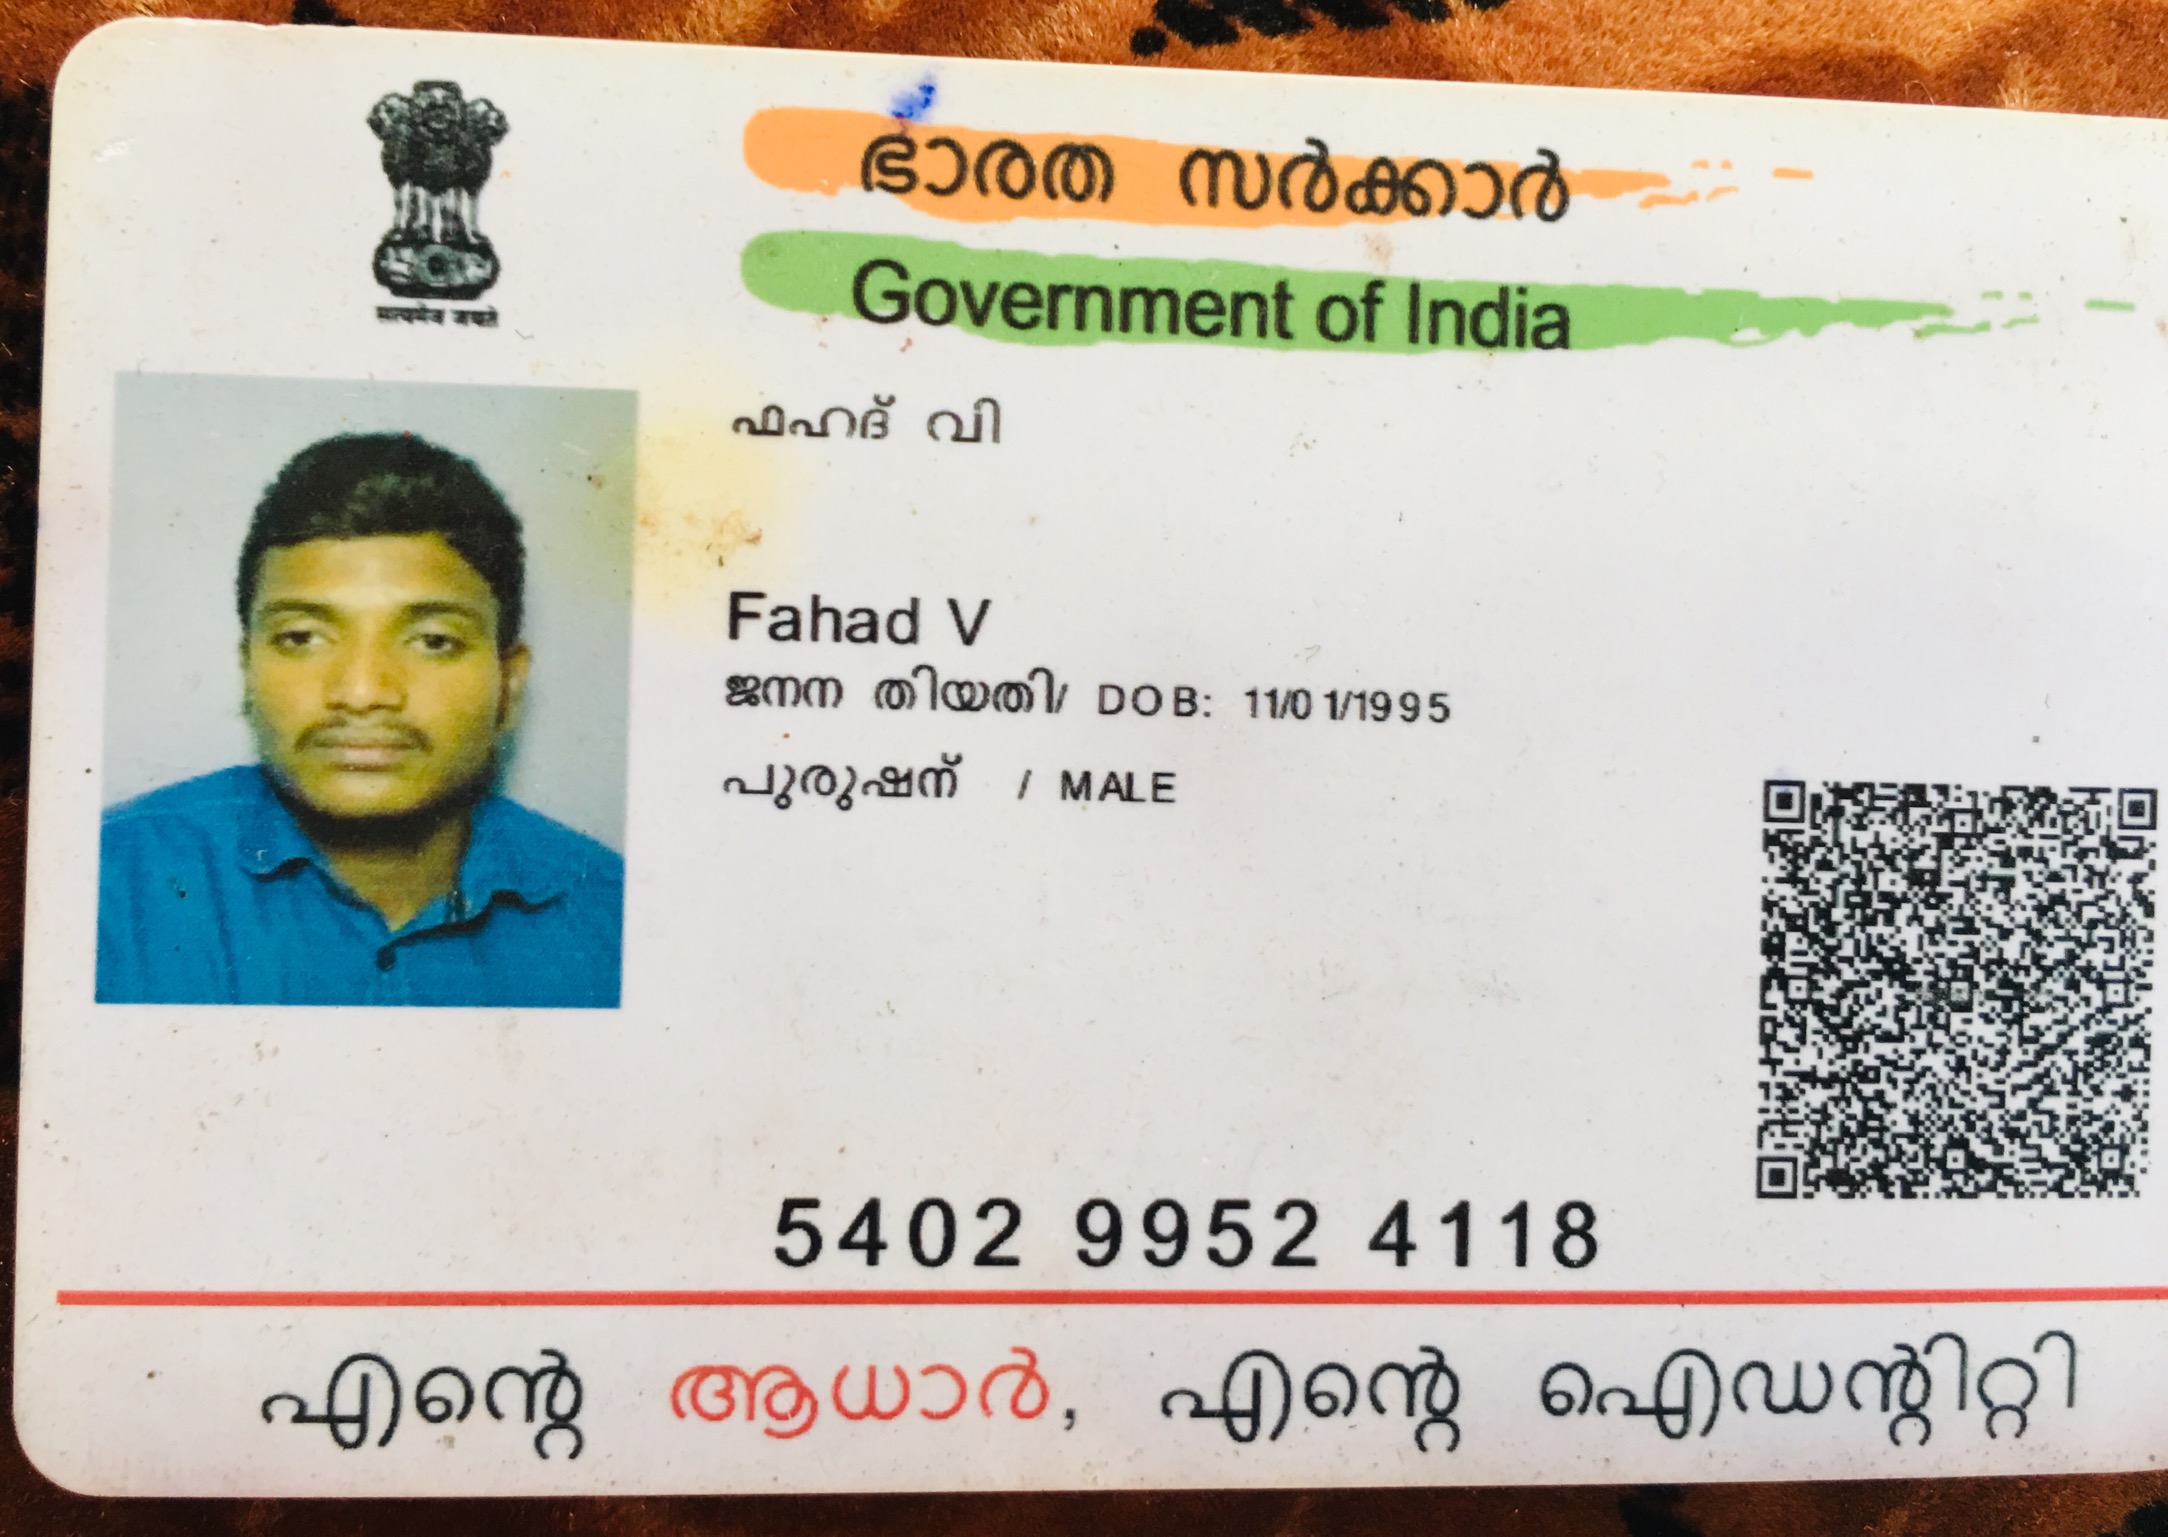 सत्यमेव जयते
ഭാരത സർക്കാർ
Government of India
ഫഹദ് വി
Fahad V
ജനന തിയതി/ DOB: 11/01/1995
പുരുഷന് / MALE
5402 9952 4118
എന്റെ ആധാർ, എന്റെ ഐഡന്റിറ്റി